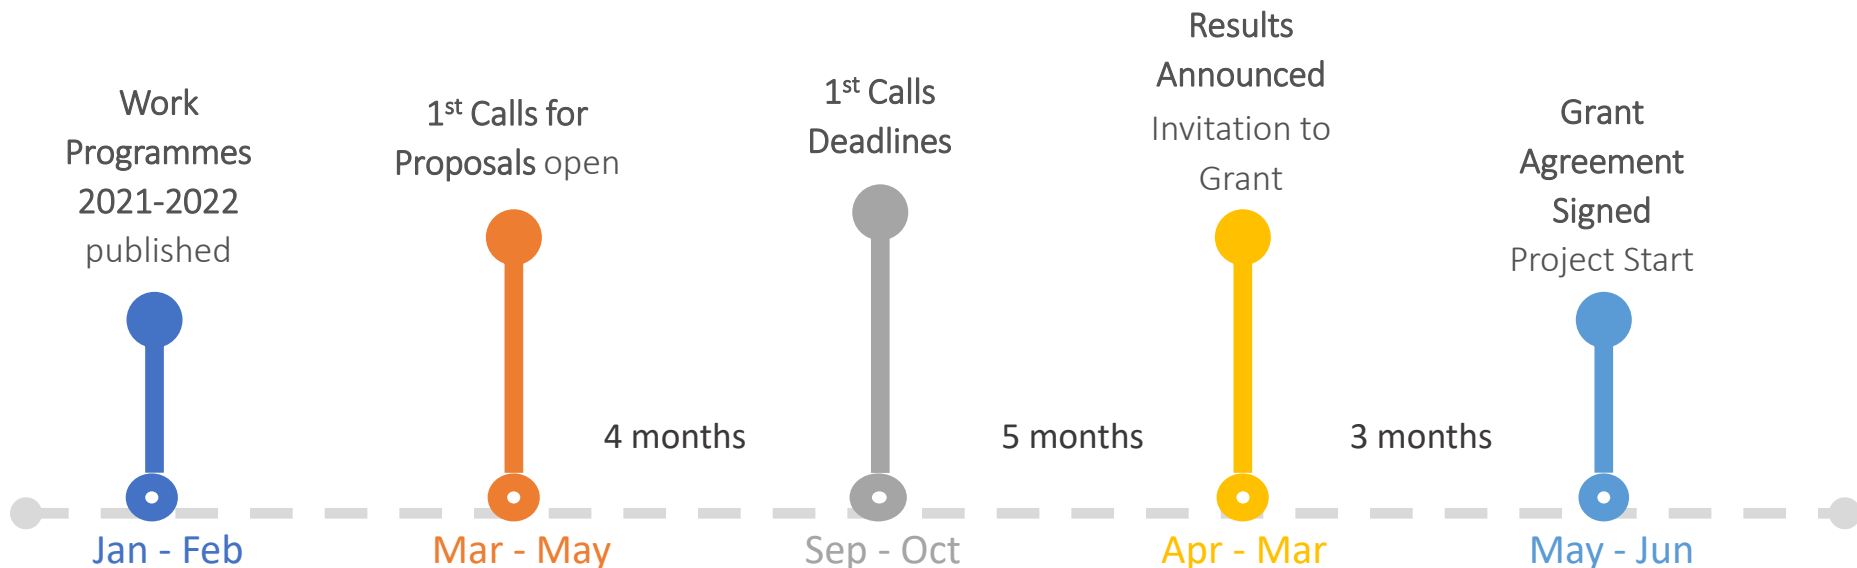 Work
Programmes
2021-2022
published
1st Calls for
Proposals open
1st Calls
Deadlines
Results
Announced
Invitation to
Grant
Grant
Agreement
Signed
Project Start
4 months
5 months
3 months
Jan - Feb
Mar - May
Sep - Oct
Apr - Mar
May - Jun